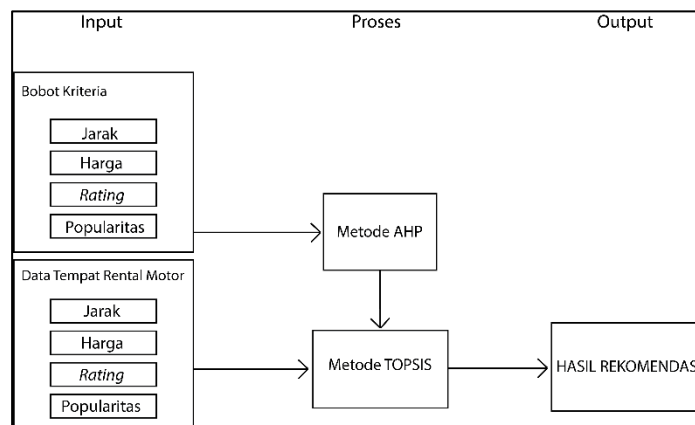 Input
Proses
Output
Bobot Kriteria
Jarak
Harga
Rating
Popularitas
Metode AHP
Data Tempat Rental Motor
Jarak
Harga
Rating
Popularitas
Metode TOPSIS
HASIL REKOMENDAS